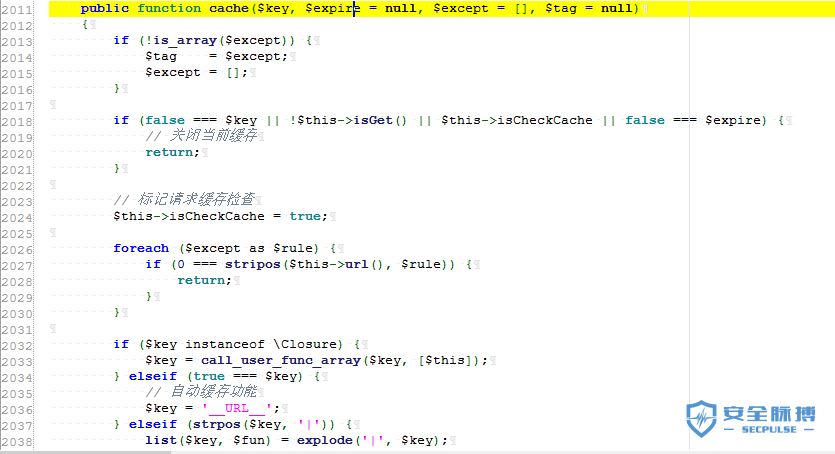 2011 public function cache($key, $expire = null, $except = [], $tag = null)
2012 {
2013 if (!is_array($except)) {
2014 $tag = $except;
2015 $except = [];
2016 }
2017
2018 if (false === $key || !$this->isGet() || $this->isCheckCache || false === $expire) {
2019 // 关闭当前缓存
2020 return;
2021 }
2022
2023 // 标记请求缓存检查
2024 $this->isCheckCache = true;
2025
2026 foreach ($except as $rule) {
2027 if (0 === stripos($this->url(), $rule)) {
2028 return;
2029 }
2030 }
2031
2032 if ($key instanceof \Closure) {
2033 $key = call_user_func_array($key, [$this]);
2034 } elseif (true === $key) {
2035 // 自动缓存功能
2036 $key = '__URL__';
2037 } elseif (strpos($key, '|')) {
2038 list($key, $fun) = explode('|', $key);
安全脉搏
SECPULSE